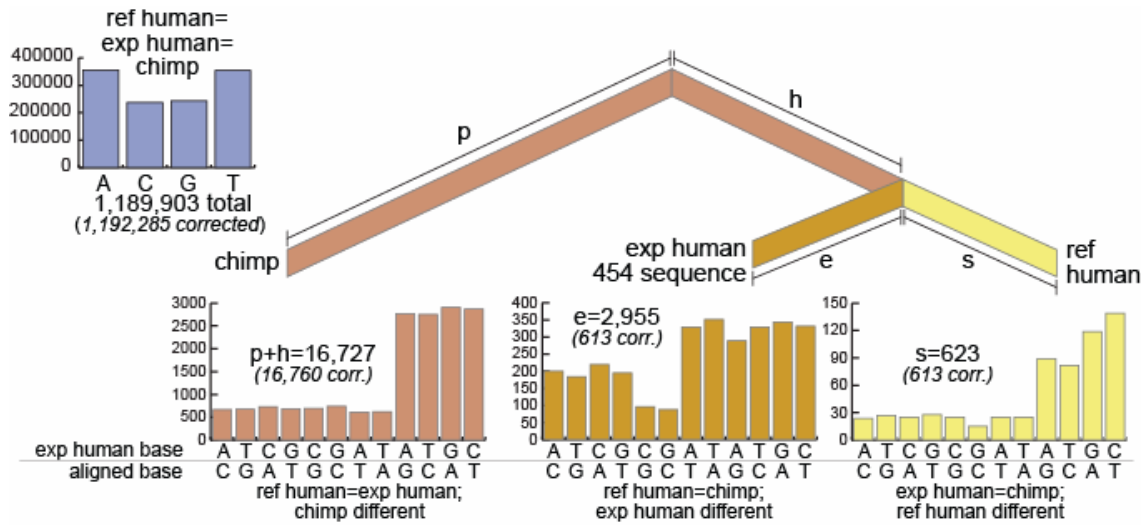 ref human=
exp human=
chimp
400000
300000
200000
100000
0
A C G T
1,189,903 total
(1,192,285 corrected)
p
h
chimp
exp human
454 sequence
e
s
ref
human
3000
2500
2000
1500
1000
500
0
p+h=16,727
(16,760 corr.)
400
350
300
250
200
150
100
50
0
e=2,955
(613 corr.)
150
120
90
60
30
0
s=623
(613 corr.)
exp human base A T C G C G A T A T G C A T C G C G A T A T G C A T C G C G A T A T G C
aligned base C G A T G C T A G C A T C G A T G C T A G C A T C G A T G C T A G C A T
ref human=exp human;
chimp different
ref human=chimp;
exp human different
exp human=chimp;
ref human different